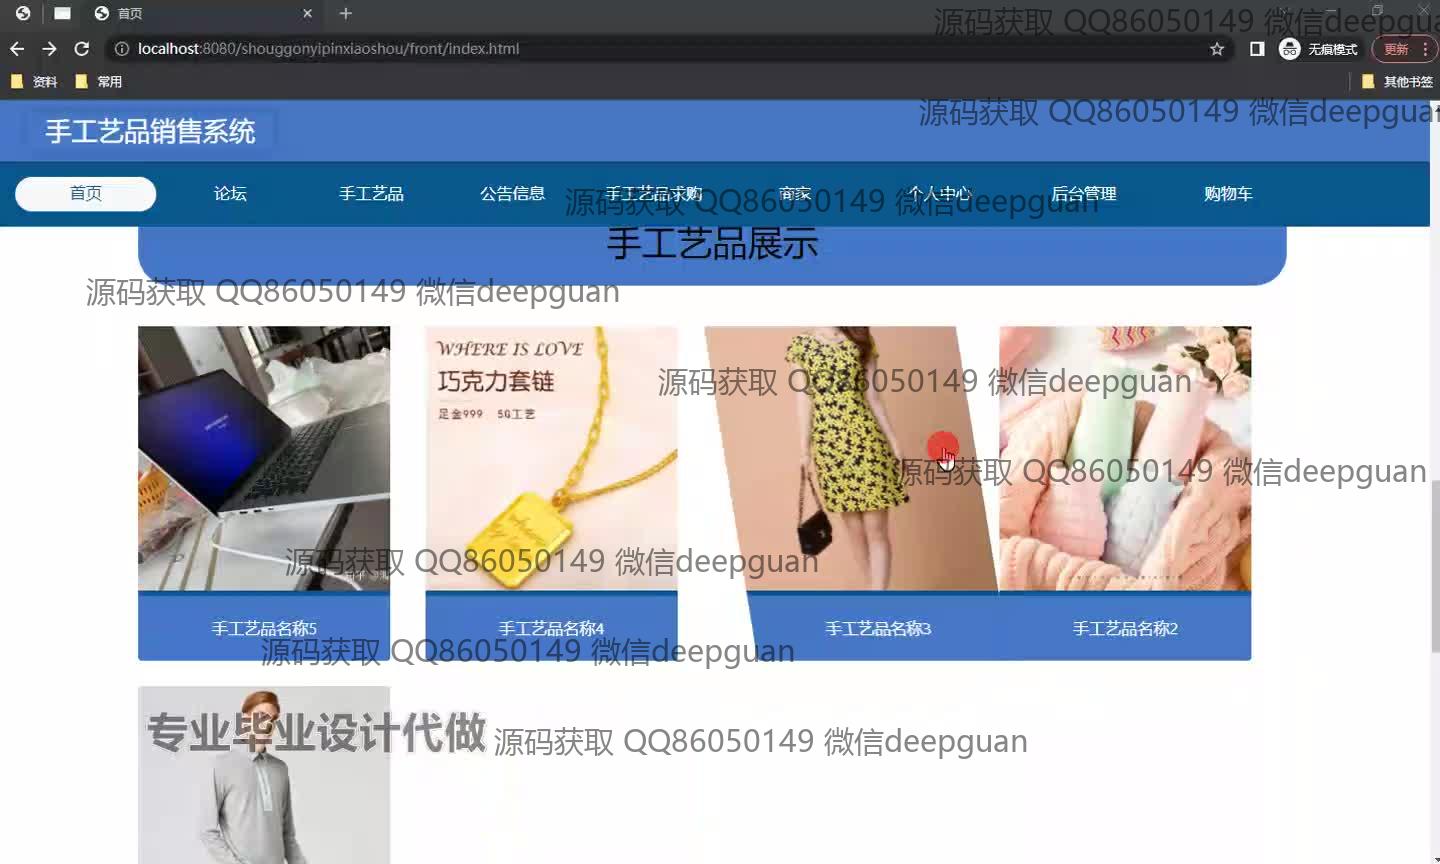 首页
源码获取 QQ86050149 微信deepgua
localhost:8080/shouggonyipinxiaoshou/front/index.html
无痕模式
更新
资料
常用
其他书签
源码获取 QQ86050149 微信deepguan
手工艺品销售系统
首页
论坛
手工艺品
公告信息
手工艺品求购
商家
个人中心
后台管理
购物车
源码获取 QQ86050149 微信deepguan
手工艺品展示
源码获取 QQ86050149 微信deepguan
WHERE IS LOVE
巧克力套链
足金999 5G工艺
源码获取 QQ86050149 微信deepguan
源码获取 QQ86050149 微信deepguan
源码获取 QQ86050149 微信deepguan
手工艺品名称5
手工艺品名称4
手工艺品名称3
手工艺品名称2
源码获取 QQ86050149 微信deepguan
专业毕业设计代做
源码获取 QQ86050149 微信deepguan